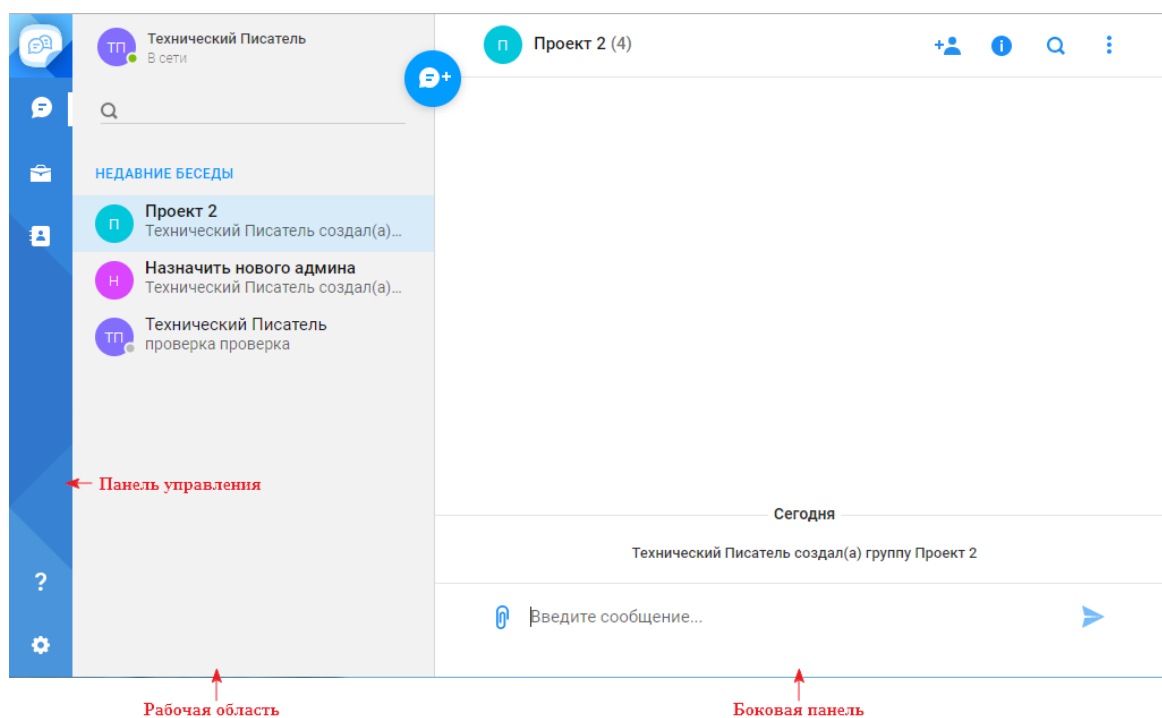 ТП
Технический Писатель
В сети
П
Проект 2 (4)
НЕДАВНИЕ БЕСЕДЫ
П
Проект 2
Технический Писатель создал(а)...
Н
Назначить нового админа
Технический Писатель создал(а)...
ТП
Технический Писатель
проверка проверка
Панель управления
Сегодня
Технический Писатель создал(а) группу Проект 2
?
Введите сообщение...
Рабочая область
Боковая панель